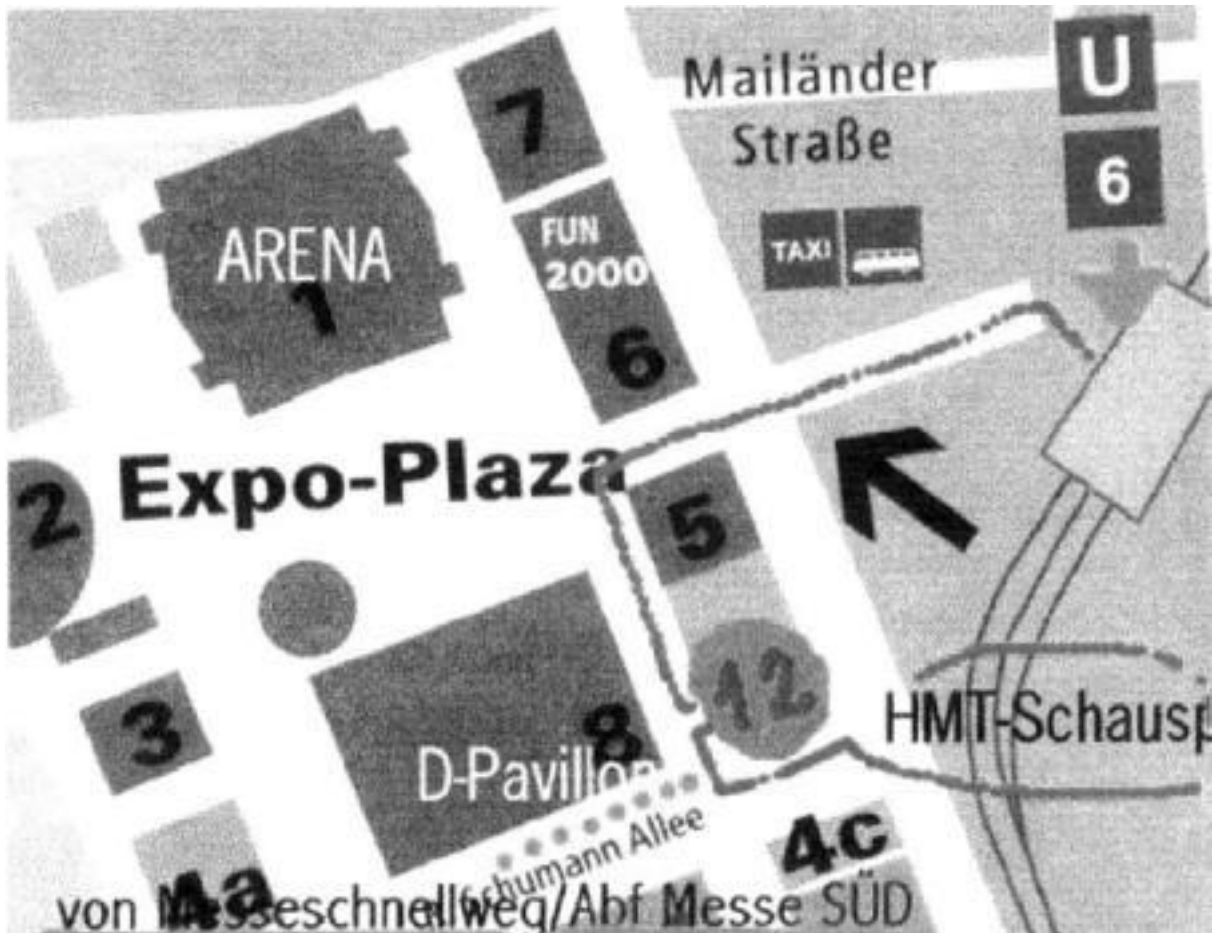 7
Mailänder
Straße
U
6
TAXI
ARENA
1
FUN
2000
6
Expo-Plaza
2
5
12
3
8
D-Pavillon
HMT-Schausp
Schumann Allee
4c
4a
von Messeschnellweg/Abf Messe SÜD